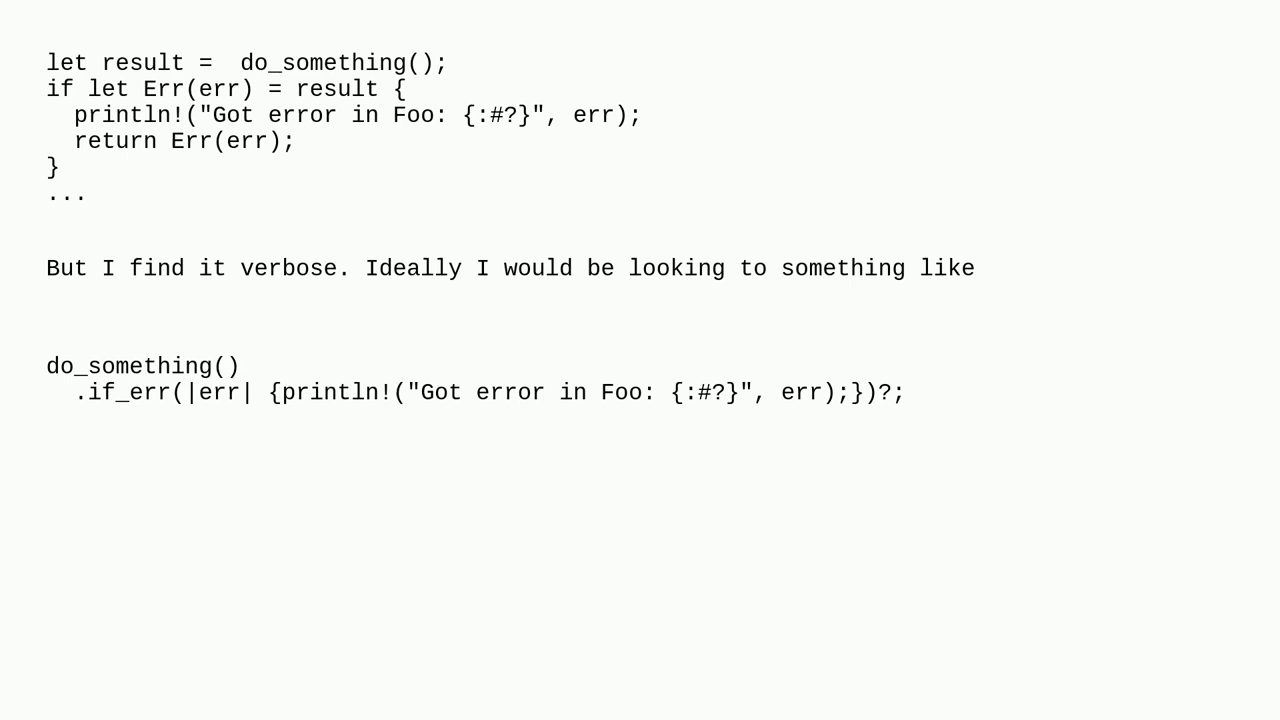 let result =  do_something();
if let Err(err) = result {
  println!("Got error in Foo: {:#?}", err);
  return Err(err);
}
...
But I find it verbose. Ideally I would be looking to something like
do_something()
  .if_err(|err| {println!("Got error in Foo: {:#?}", err);})?;